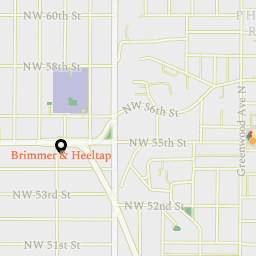 NW 60th St
P H
R
NW 58th St
NW 56th St
Greenwood Ave N
NW 55th St
Brimmer & Heeltap
NW 53rd St
NW 52nd St
NW 51st St